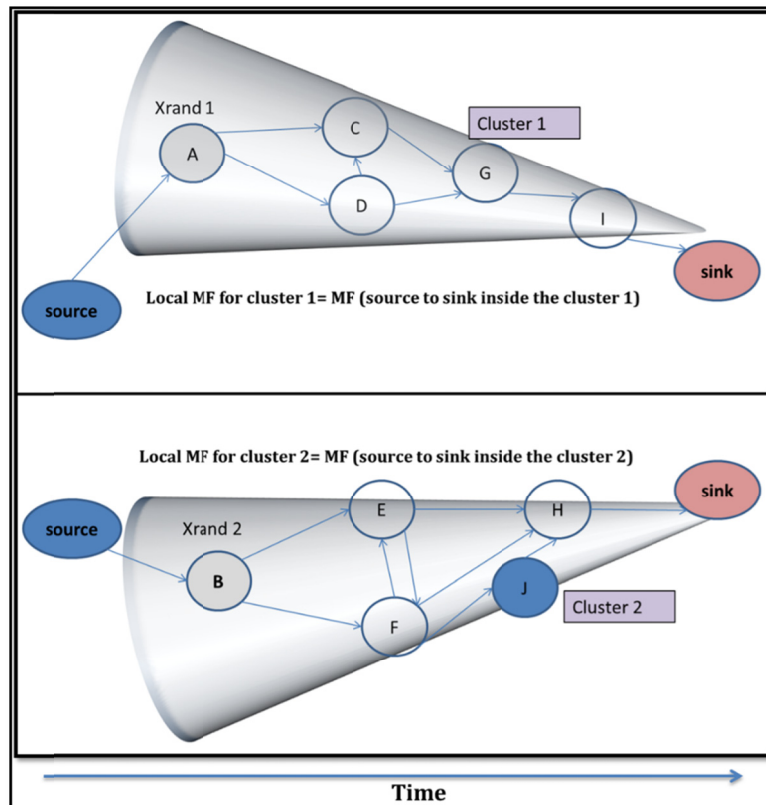 Xrand 1
C
Cluster 1
A
G
D
I
sink
source
Local MF for cluster 1= MF (source to sink inside the cluster 1)
Local MF for cluster 2= MF (source to sink inside the cluster 2)
sink
source
E
H
Xrand 2
B
J
Cluster 2
F
Time